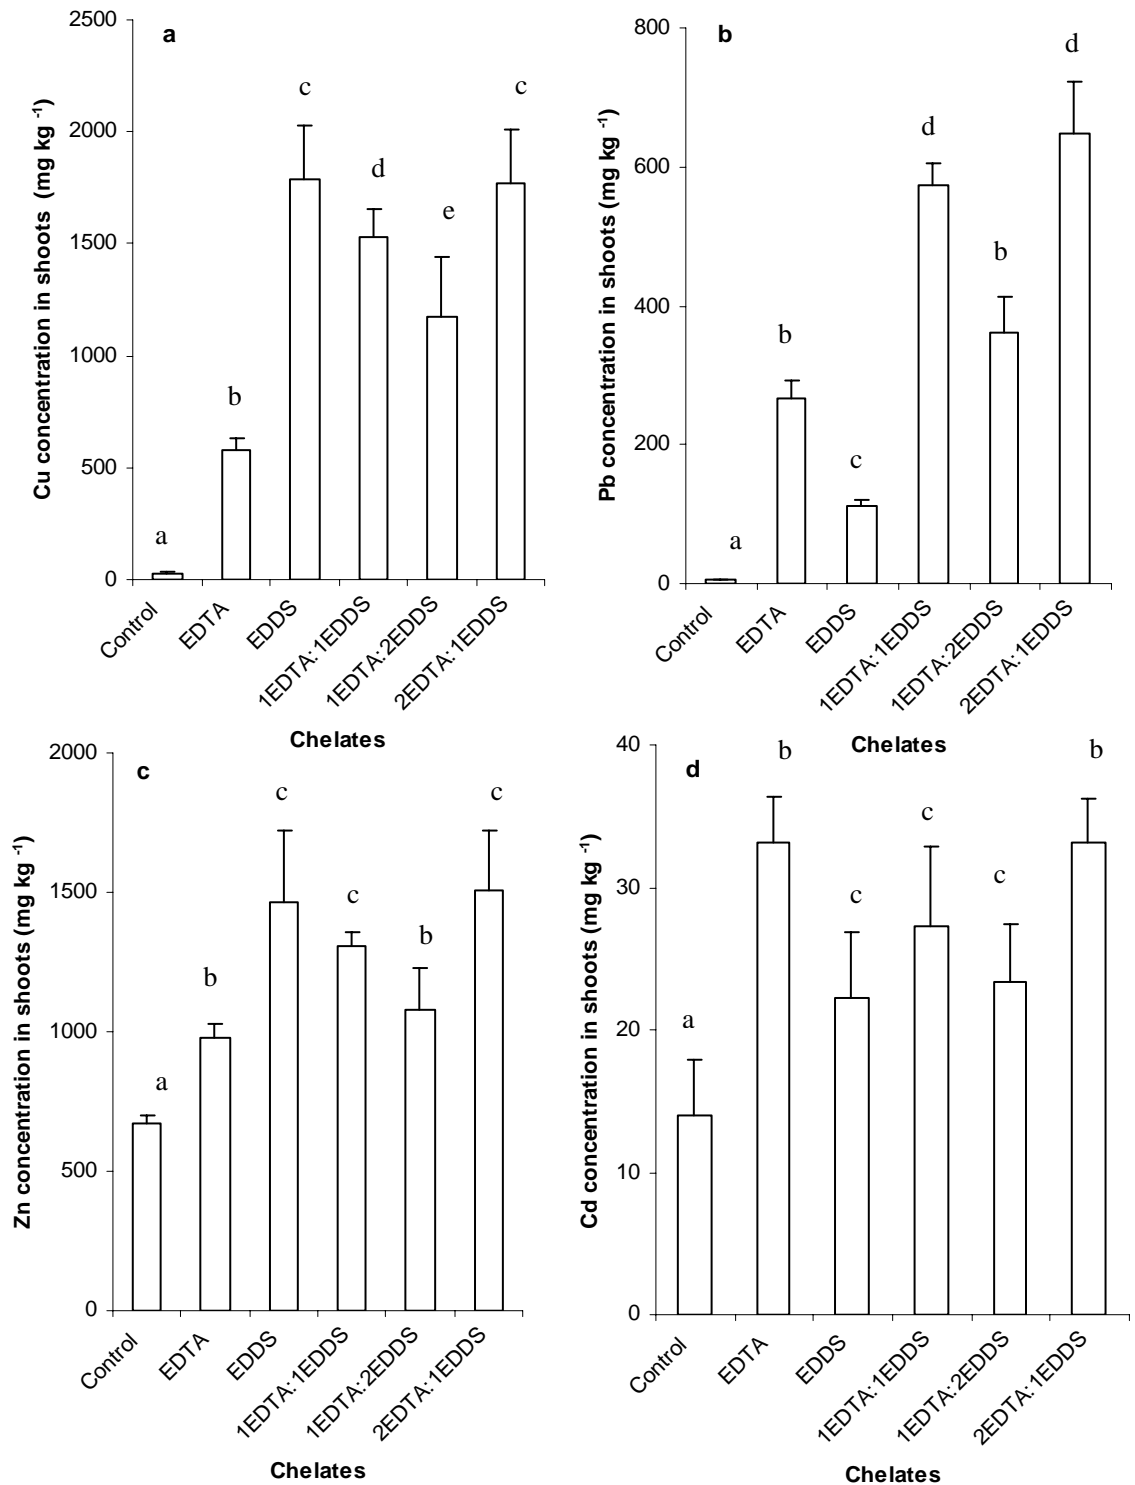 a
Cu concentration in shoots (mg kg -1)
2500
2000
1500
1000
500
0
a
b
c
d
e
c
Control
EDTA
EDDS
1EDTA:1EDDS
1EDTA:2EDDS
2EDTA:1EDDS
Chelates
b
Pb concentration in shoots (mg kg -1)
800
600
400
200
0
a
b
c
d
b
d
Control
EDTA
EDDS
1EDTA:1EDDS
1EDTA:2EDDS
2EDTA:1EDDS
Chelates
c
Zn concentration in shoots (mg kg -1)
2000
1500
1000
500
0
a
b
c
c
b
c
Control
EDTA
EDDS
1EDTA:1EDDS
1EDTA:2EDDS
2EDTA:1EDDS
Chelates
d
Cd concentration in shoots (mg kg -1)
40
30
20
10
0
a
b
c
c
c
b
Control
EDTA
EDDS
1EDTA:1EDDS
1EDTA:2EDDS
2EDTA:1EDDS
Chelates